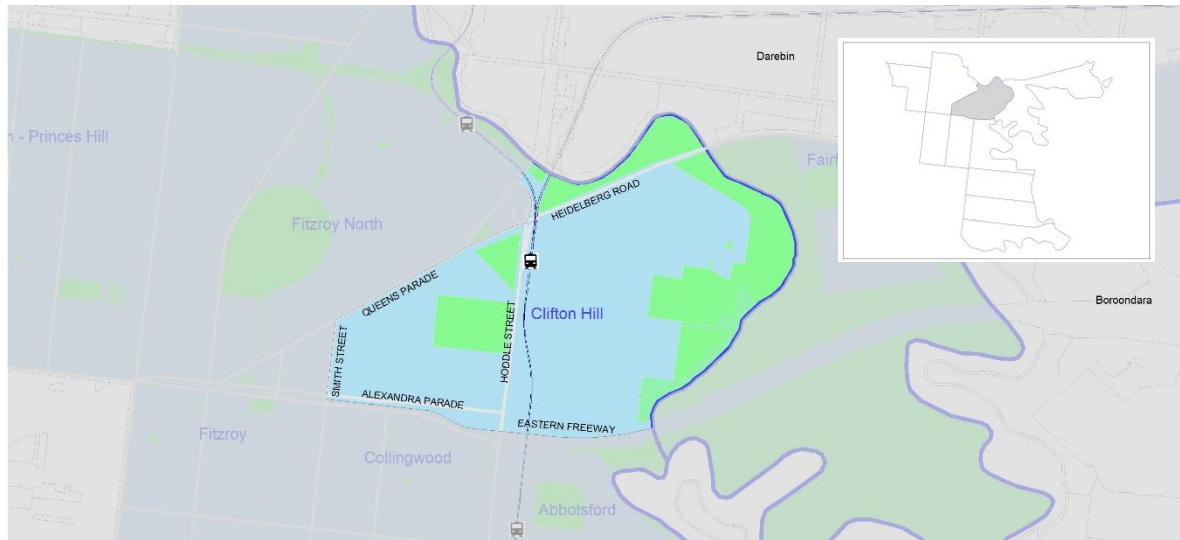 Darebin
n - Princes Hill
Fairf
HEIDELBERG ROAD
Fitzroy North
QUEENS PARADE
Boroondara
Clifton Hill
HODDLE STREET
SMITH STREET
ALEXANDRA PARADE
EASTERN FREEWAY
Fitzroy
Collingwood
Abbotsford